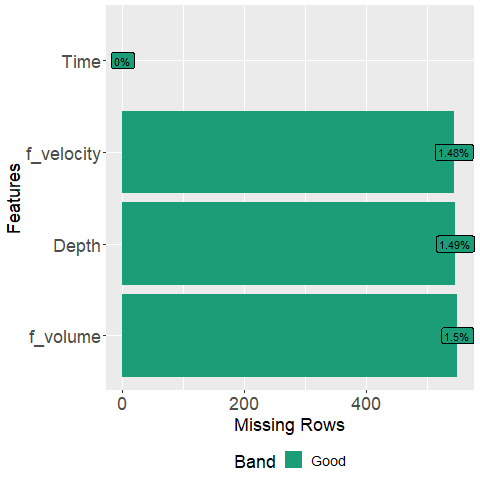 Features
Time
0%
f_velocity
1.48%
Depth
1.49%
f_volume
1.5%
0 200 400
Missing Rows
Band Good